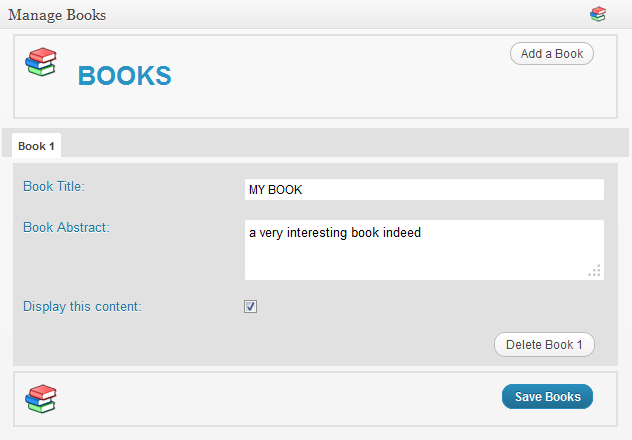 Manage Books
BOOKS
Add a Book
Book 1
Book Title:
MY BOOK
Book Abstract:
a very interesting book indeed
Display this content:
Delete Book 1
Save Books